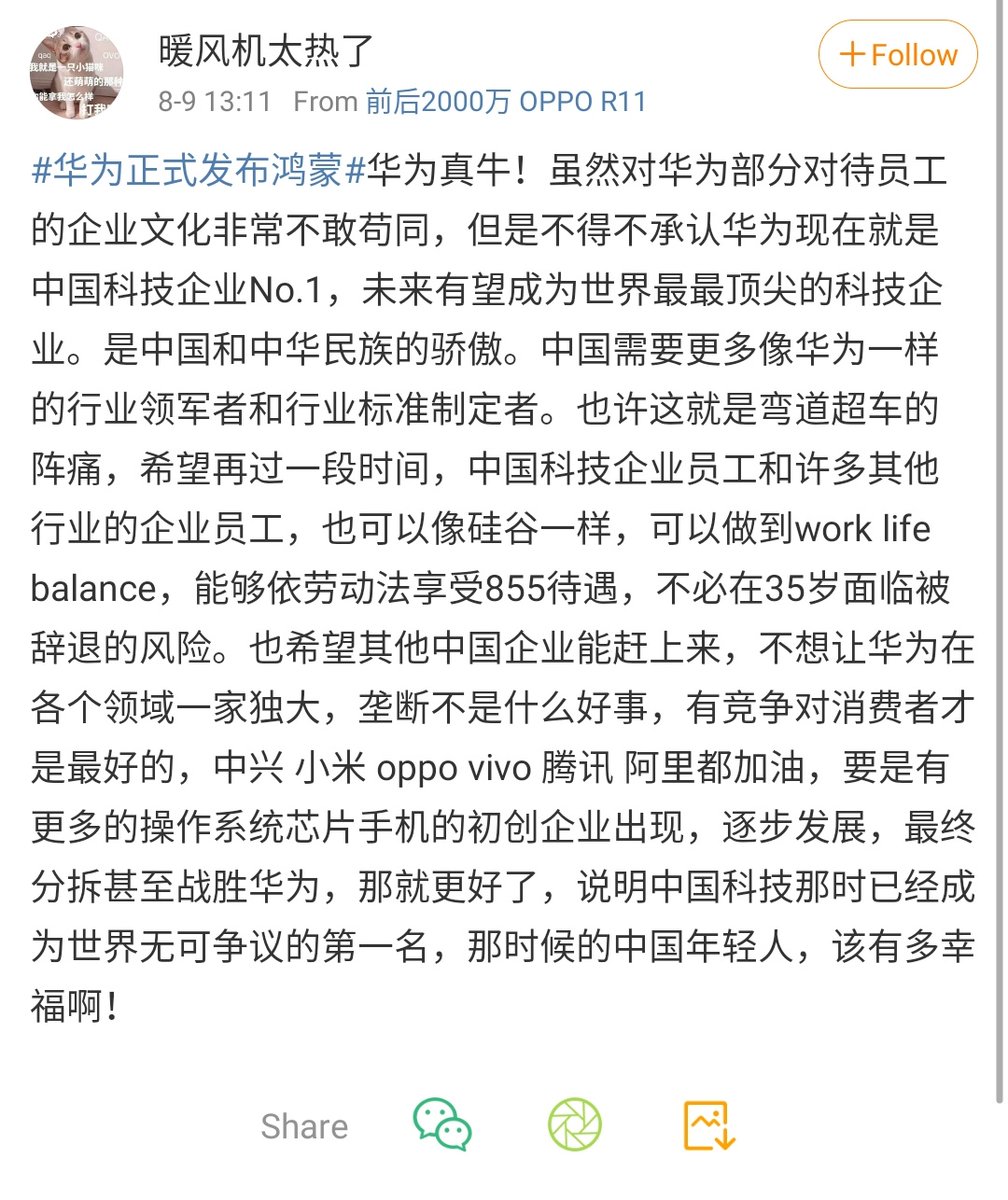 暖风机太热了
+Follow
8-9 13:11 From 前后2000万 OPPO R11
qao
ovo
我就是一只小猫咪
还萌萌的那种
#华为正式发布鸿蒙#华为真牛！虽然对华为部分对待员工
的企业文化非常不敢苟同，但是不得不承认华为现在就是
中国科技企业No.1，未来有望成为世界最最顶尖的科技企
业。是中国和中华民族的骄傲。中国需要更多像华为一样
的行业领军者和行业标准制定者。也许这就是弯道超车的
阵痛，希望再过一段时间，中国科技企业员工和许多其他
行业的企业员工，也可以像硅谷一样，可以做到work life
balance，能够依劳动法享受855待遇，不必在35岁面临被
辞退的风险。也希望其他中国企业能赶上来，不想让华为在
各个领域一家独大，垄断不是什么好事，有竞争对消费者才
是最好的，中兴 小米 oppo vivo 腾讯 阿里都加油，要是有
更多的操作系统芯片手机的初创企业出现，逐步发展，最终
分拆甚至战胜华为，那就更好了，说明中国科技那时已经成
为世界无可争议的第一名，那时候的中国年轻人，该有多幸
福啊！
Share